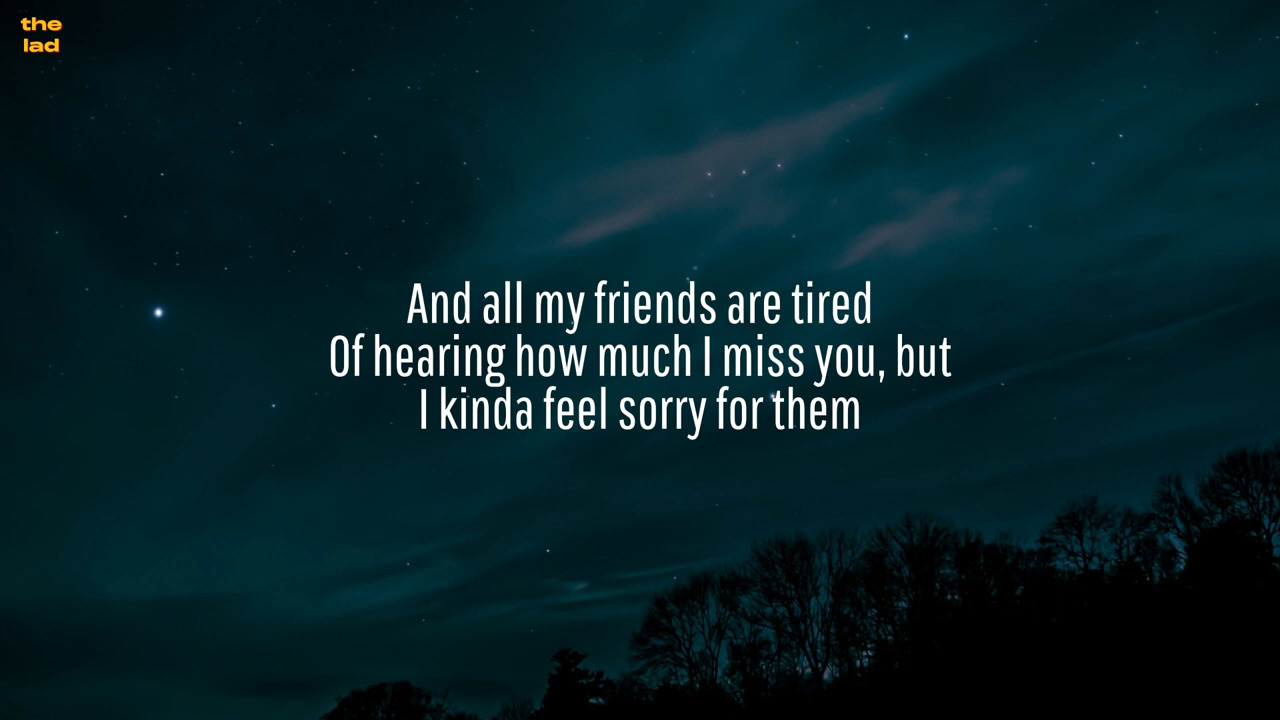 the
lad
And all my friends are tired
Of hearing how much I miss you, but
I kinda feel sorry for them